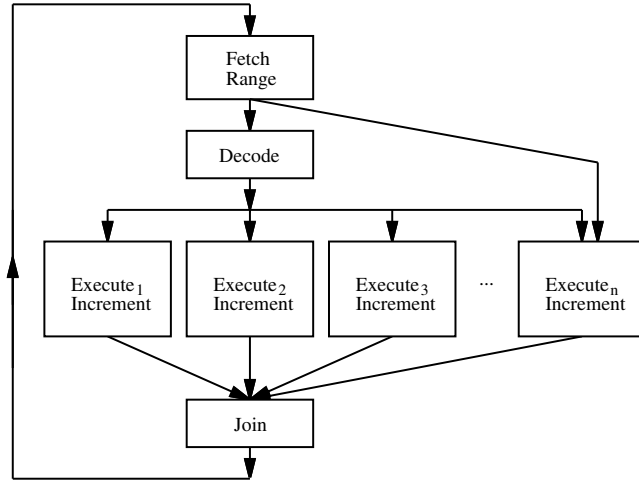 Fetch
Range
Decode
Execute₁
Increment
Execute₂
Increment
Execute₃
Increment
...
Executeₙ
Increment
Join